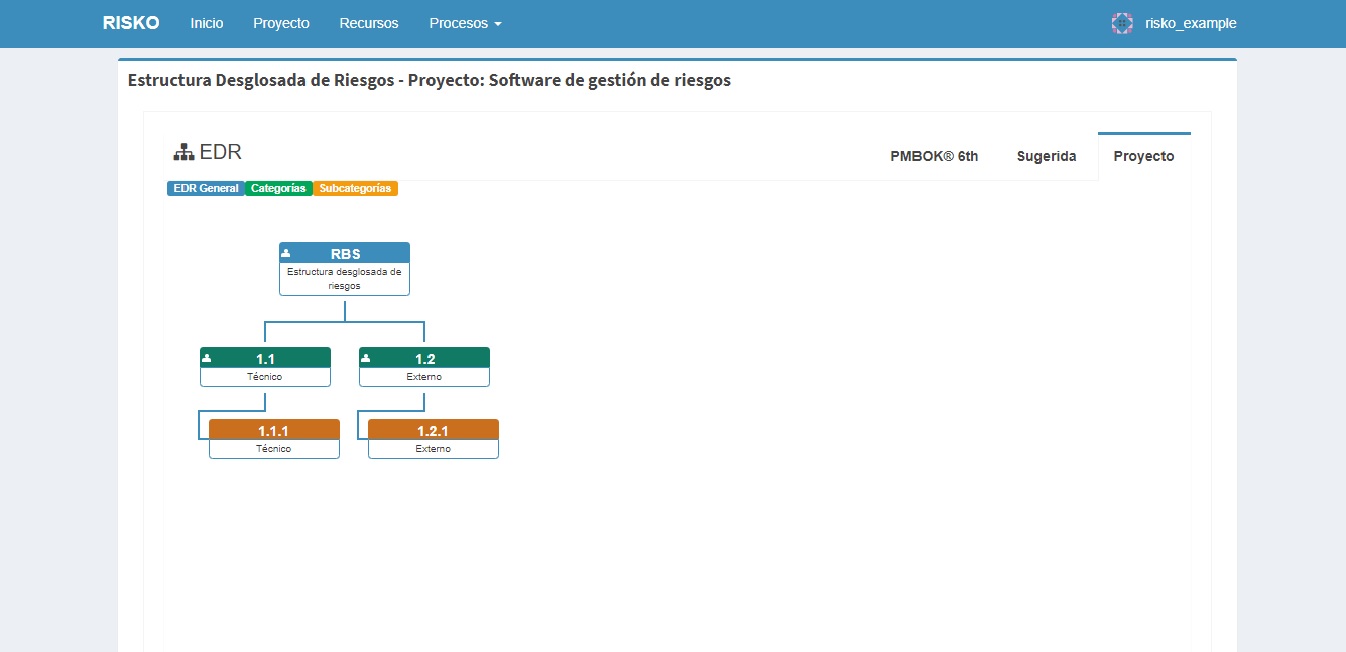 RISKO Inicio Proyecto Recursos Procesos risko_example
Estructura Desglosada de Riesgos - Proyecto: Software de gestión de riesgos
EDR PMBOK® 6th Sugerida Proyecto
EDR General Categorías Subcategorías
RBS
Estructura desglosada de
riesgos
1.1 1.2
Técnico Externo
1.1.1 1.2.1
Técnico Externo